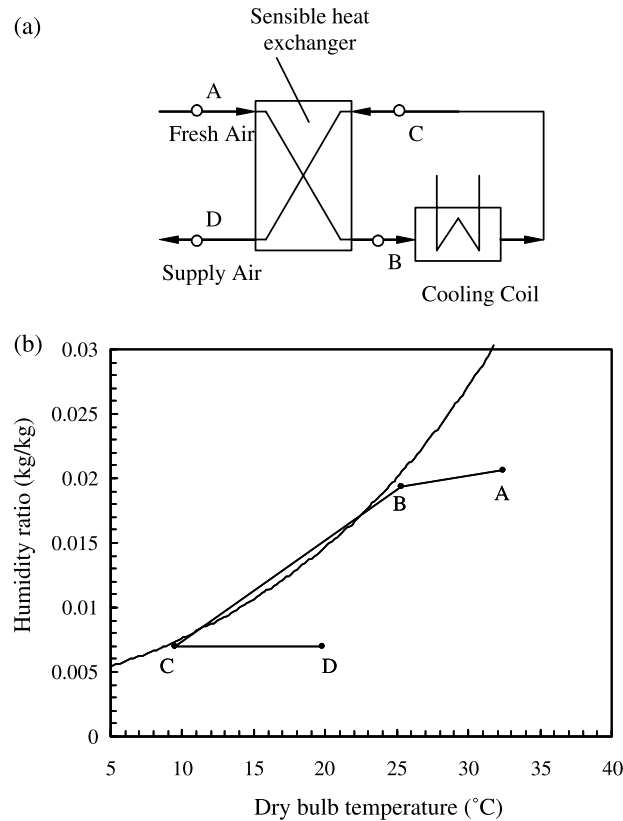 (a)
Sensible heat
exchanger
A
Fresh Air
C
D
Supply Air
B
Cooling Coil
(b)
0.03
0.025
0.02
0.015
0.01
0.005
0
Humidity ratio (kg/kg)
A
B
C
D
5 10 15 20 25 30 35 40
Dry bulb temperature (˚C)